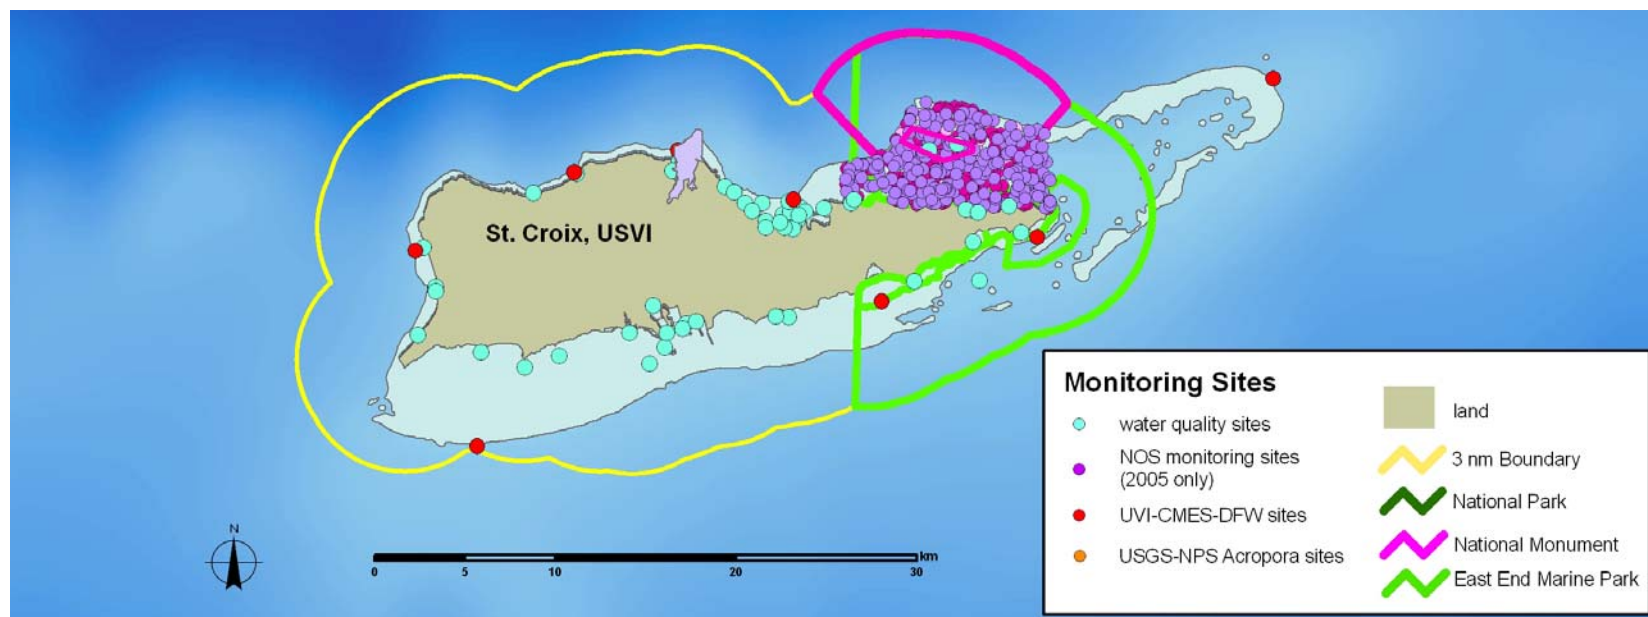 St. Croix, USVI
N
0 5 10 20 30
km
Monitoring Sites
water quality sites
NOS monitoring sites
(2005 only)
UVI-CMES-DFW sites
USGS-NPS Acropora sites
land
3 nm Boundary
National Park
National Monument
East End Marine Park